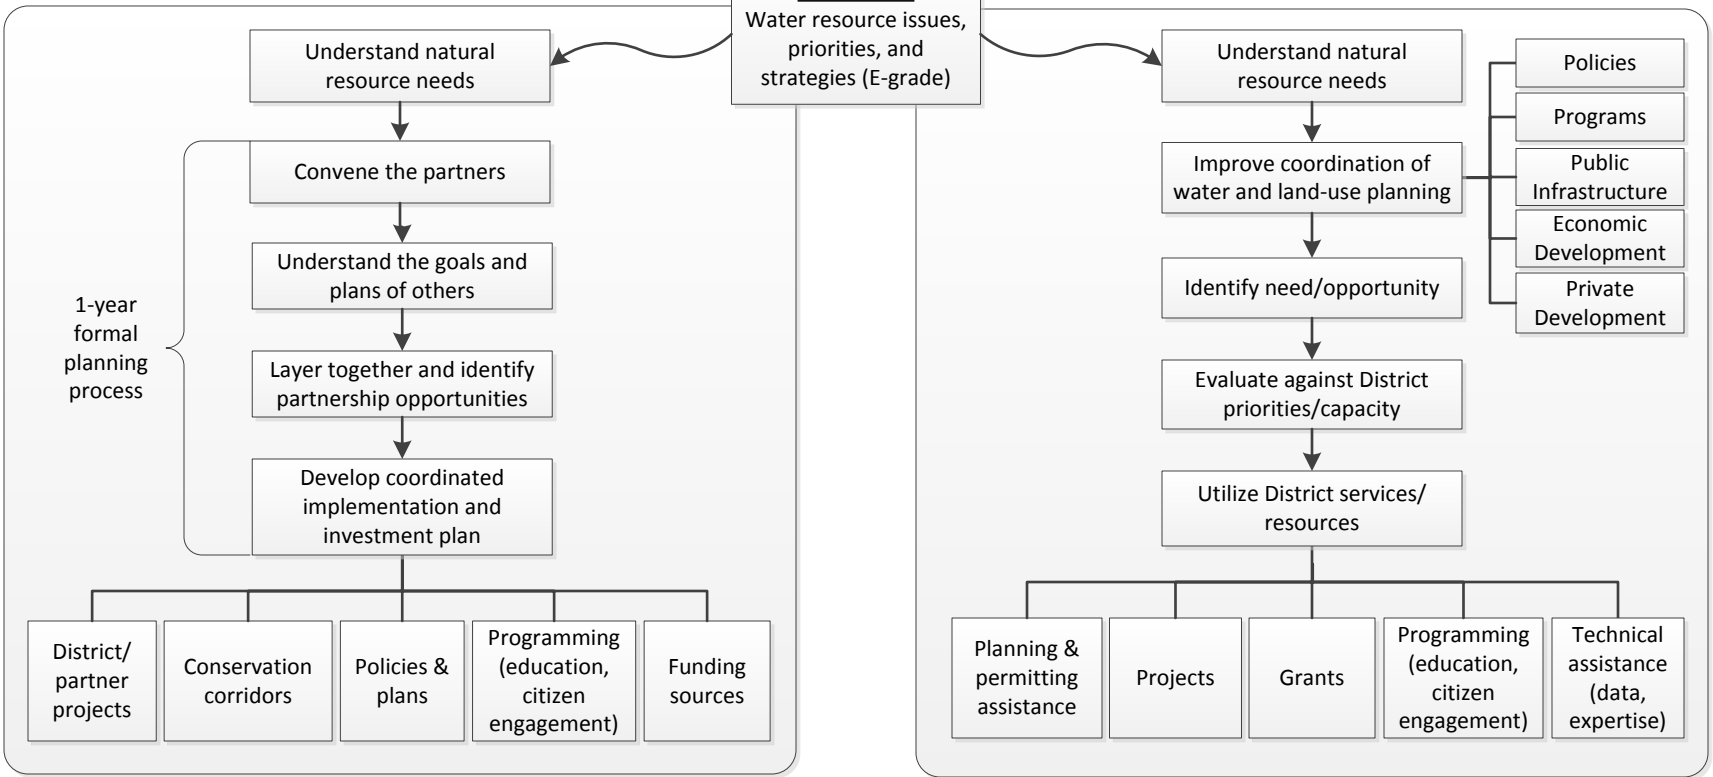 Water resource issues,
priorities, and
strategies (E-grade)
Understand natural
resource needs
Convene the partners
Understand the goals and
plans of others
Layer together and identify
partnership opportunities
Develop coordinated
implementation and
investment plan
1-year
formal
planning
process
District/
partner
projects
Conservation
corridors
Policies &
plans
Programming
(education,
citizen
engagement)
Funding
sources
Understand natural
resource needs
Improve coordination of
water and land-use planning
Policies
Programs
Public
Infrastructure
Economic
Development
Private
Development
Identify need/opportunity
Evaluate against District
priorities/capacity
Utilize District services/
resources
Planning &
permitting
assistance
Projects
Grants
Programming
(education,
citizen
engagement)
Technical
assistance
(data,
expertise)